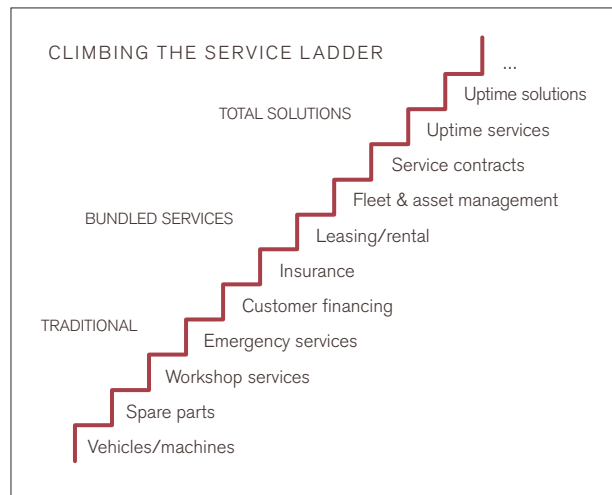 CLIMBING THE SERVICE LADDER
...
Uptime solutions
TOTAL SOLUTIONS
Uptime services
Service contracts
Fleet & asset management
BUNDLED SERVICES
Leasing/rental
Insurance
Customer financing
TRADITIONAL
Emergency services
Workshop services
Spare parts
Vehicles/machines